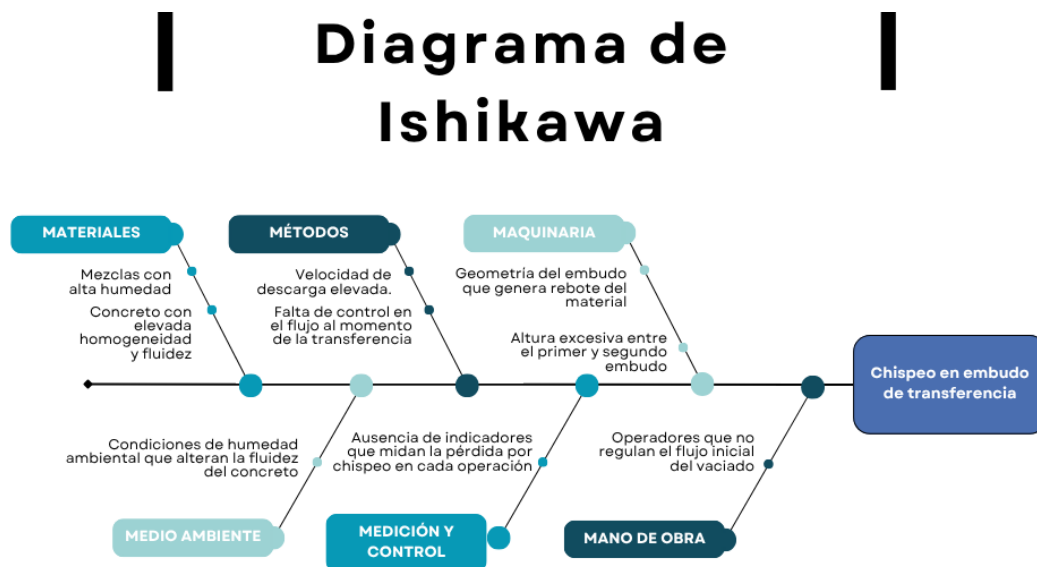 Diagrama de
Ishikawa
MATERIALES
Mezclas con
alta humedad
Concreto con
elevada
homogeneidad
y fluidez
MÉTODOS
Velocidad de
descarga elevada.
Falta de control en
el flujo al momento
de la transferencia
MAQUINARIA
Geometría del embudo
que genera rebote del
material
Altura excesiva entre
el primer y segundo
embudo
Chispeo en embudo
de transferencia
Condiciones de humedad
ambiental que alteran la fluidez
del concreto
MEDIO AMBIENTE
Ausencia de indicadores
que midan la pérdida por
chispeo en cada operación
MEDICIÓN Y
CONTROL
Operadores que no
regulan el flujo inicial
del vaciado
MANO DE OBRA